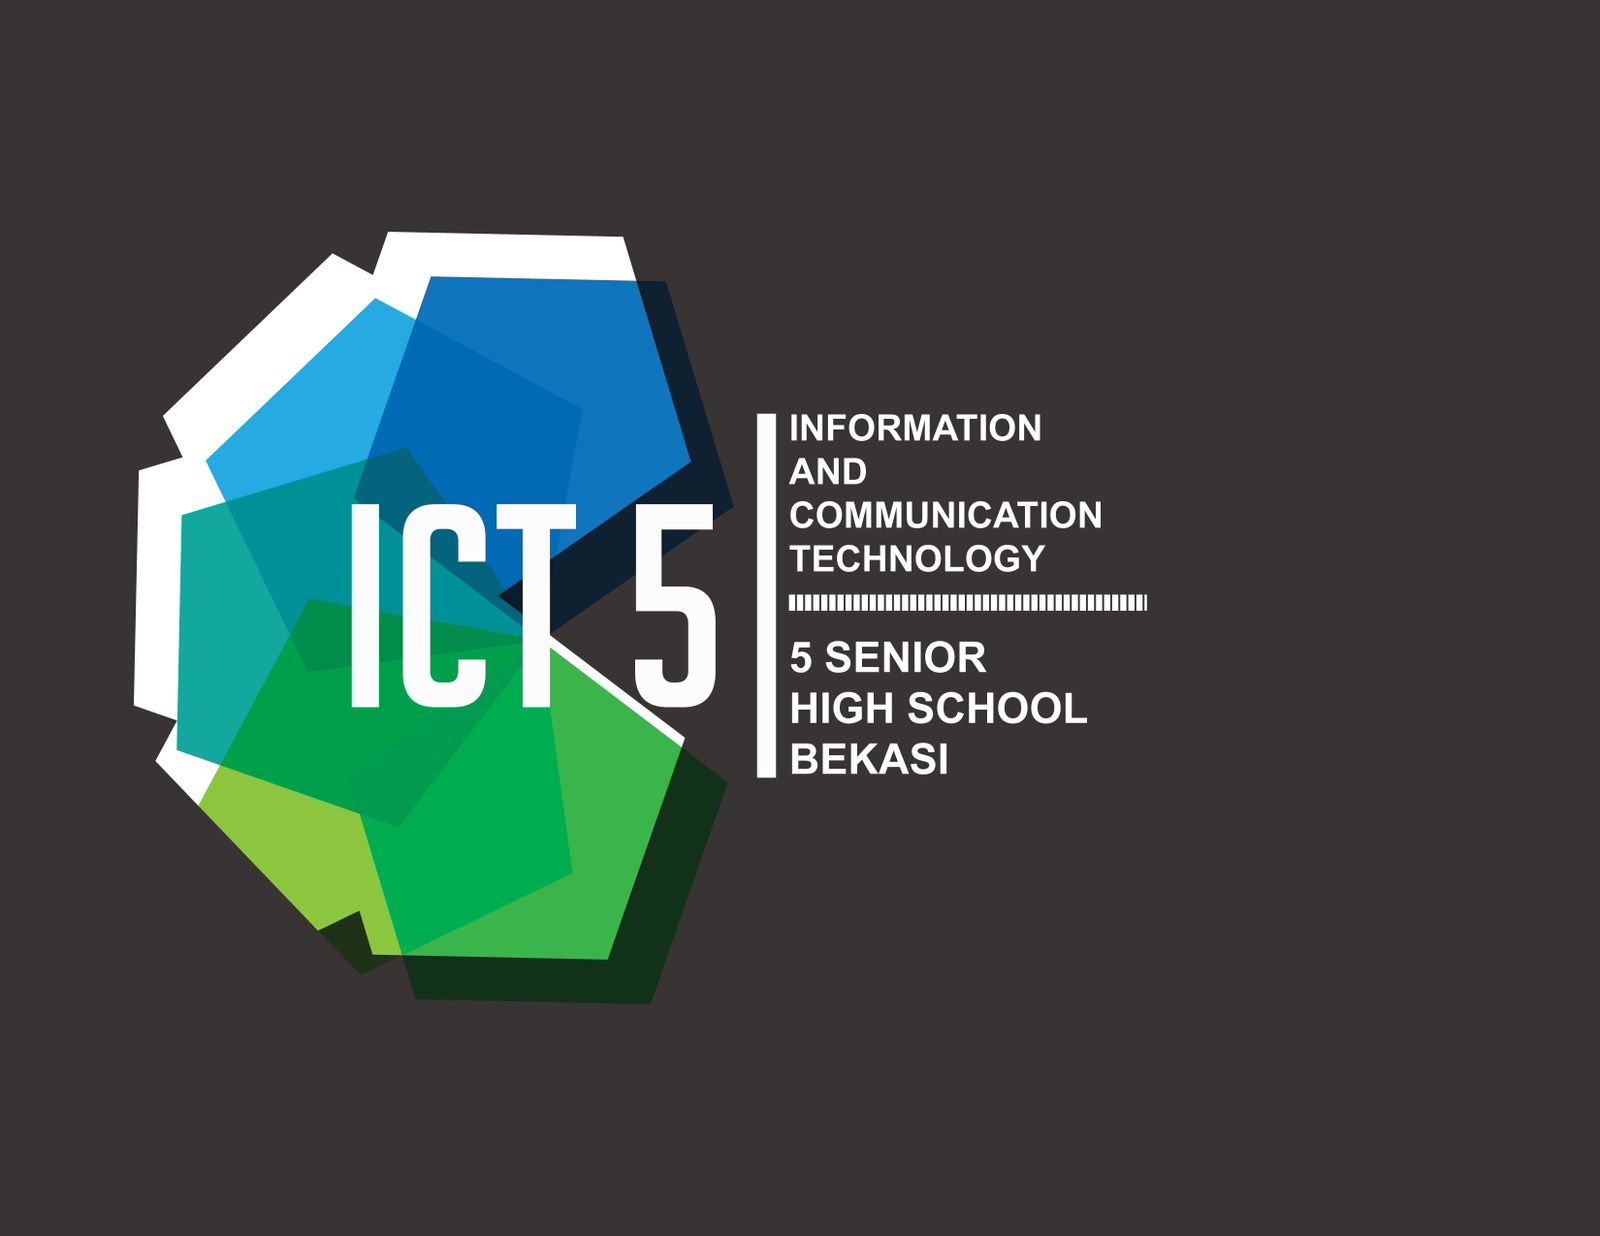 ICT 5
INFORMATION
AND
COMMUNICATION
TECHNOLOGY
5 SENIOR
HIGH SCHOOL
BEKASI